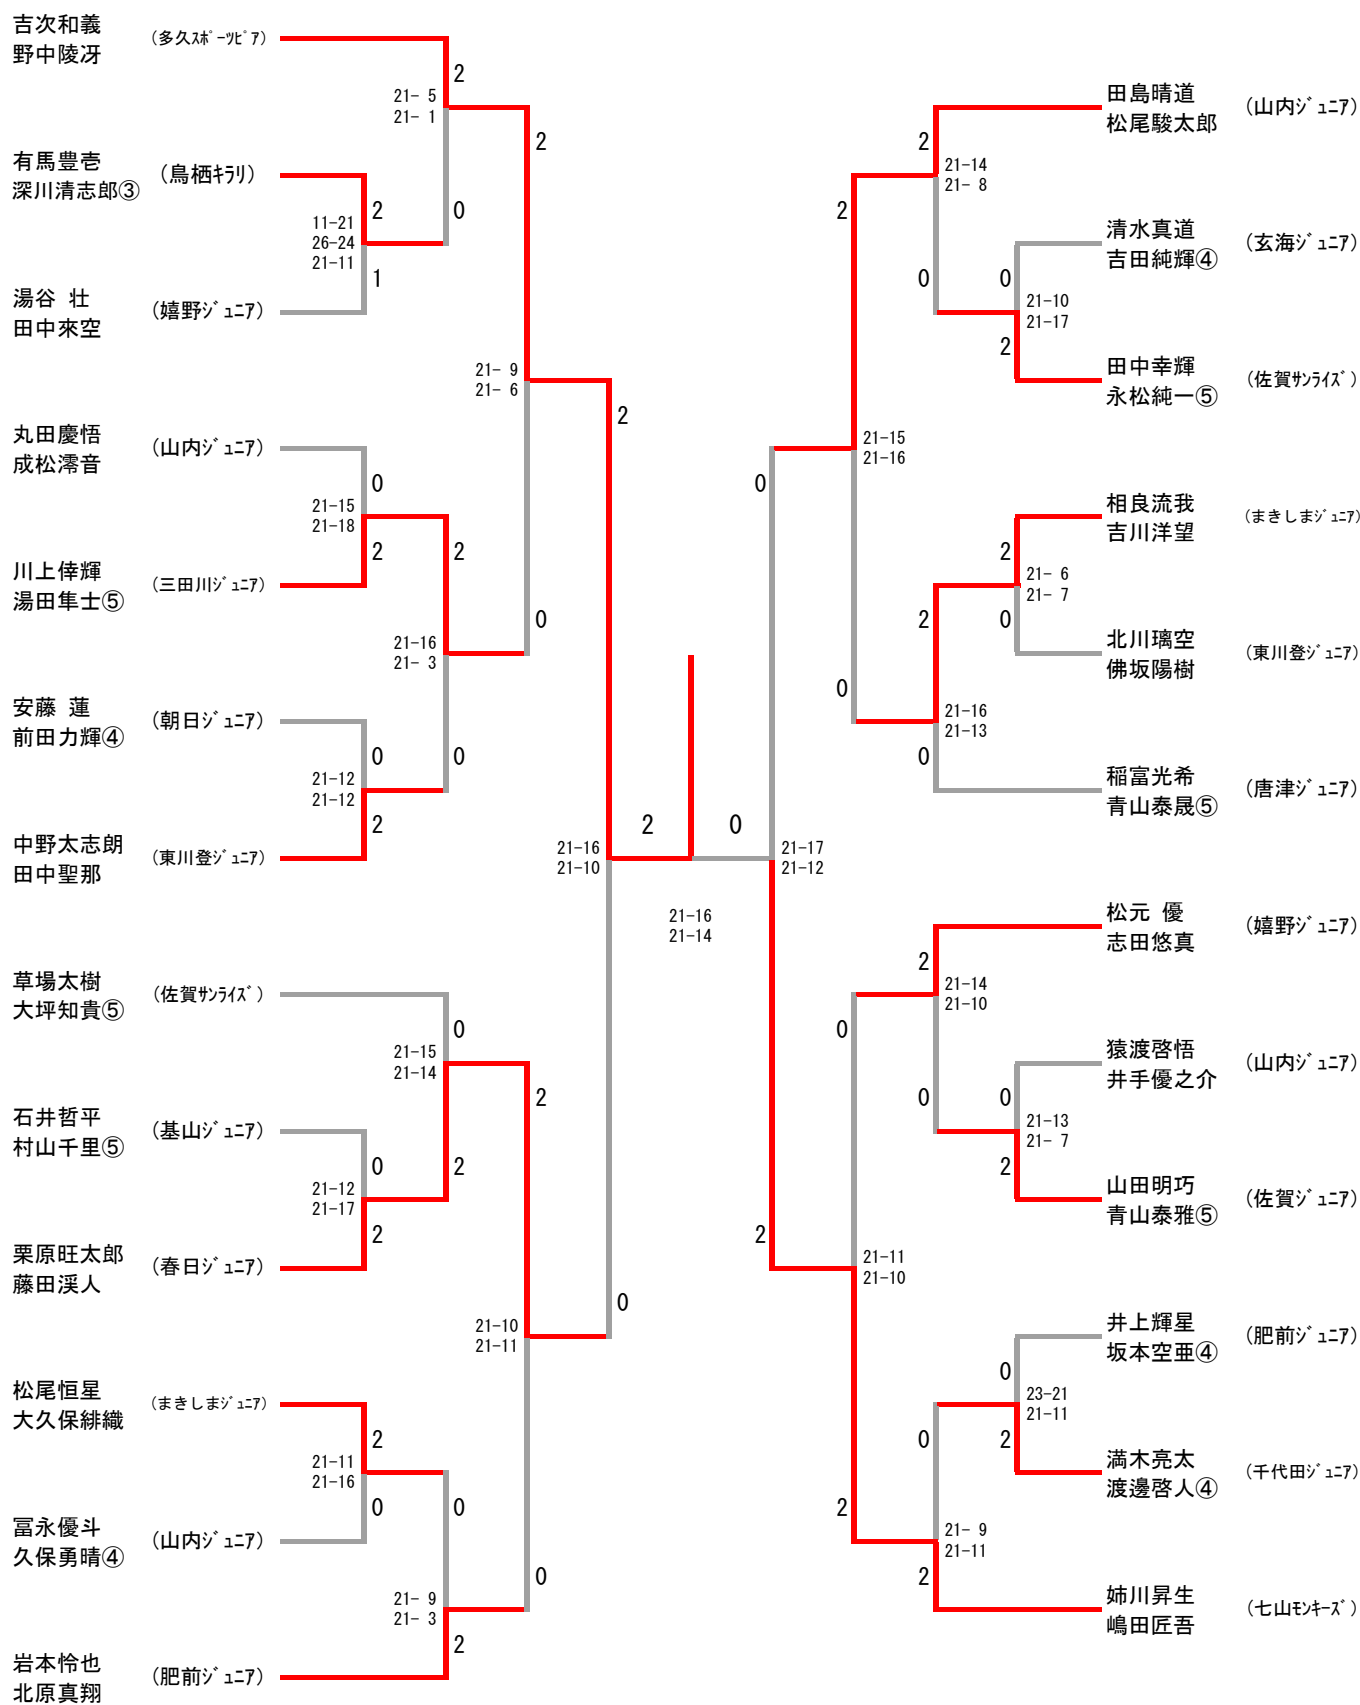 吉次和義
野中陵冴
(多久ｽﾎﾟｰﾂﾋﾟｱ)
2
21- 5
21- 1
2
有馬豊壱
深川清志郎③
(鳥栖ｷﾗﾘ)
2
0
11-21
26-24
21-11
1
湯谷 壮
田中來空
(嬉野ｼﾞｭﾆｱ)
21- 9
21- 6
2
丸田慶悟
成松澪音
(山内ｼﾞｭﾆｱ)
0
21-15
21-18
2
2
川上倖輝
湯田隼士⑤
(三田川ｼﾞｭﾆｱ)
0
21-16
21- 3
安藤 蓮
前田力輝④
(朝日ｼﾞｭﾆｱ)
0
0
21-12
21-12
2
中野太志朗
田中聖那
(東川登ｼﾞｭﾆｱ)
21-16
21-10
2
0
21-16
21-14
草場太樹
大坪知貴⑤
(佐賀ｻﾝﾗｲｽﾞ)
0
21-15
21-14
2
石井哲平
村山千里⑤
(基山ｼﾞｭﾆｱ)
0
2
21-12
21-17
2
栗原旺太郎
藤田渓人
(春日ｼﾞｭﾆｱ)
0
21-10
21-11
松尾恒星
大久保緋織
(まきしまｼﾞｭﾆｱ)
2
21-11
21-16
0
0
冨永優斗
久保勇晴④
(山内ｼﾞｭﾆｱ)
0
21- 9
21- 3
2
岩本怜也
北原真翔
(肥前ｼﾞｭﾆｱ)
田島晴道
松尾駿太郎
(山内ｼﾞｭﾆｱ)
2
21-14
21- 8
2
清水真道
吉田純輝④
(玄海ｼﾞｭﾆｱ)
0
0
21-10
21-17
2
田中幸輝
永松純一⑤
(佐賀ｻﾝﾗｲｽﾞ)
21-15
21-16
0
相良流我
吉川洋望
(まきしまｼﾞｭﾆｱ)
2
21- 6
21- 7
2
0
北川璃空
佛坂陽樹
(東川登ｼﾞｭﾆｱ)
0
21-16
21-13
0
稲富光希
青山泰晟⑤
(唐津ｼﾞｭﾆｱ)
21-17
21-12
松元 優
志田悠真
(嬉野ｼﾞｭﾆｱ)
2
21-14
21-10
0
猿渡啓悟
井手優之介
(山内ｼﾞｭﾆｱ)
0
0
21-13
21- 7
2
山田明巧
青山泰雅⑤
(佐賀ｼﾞｭﾆｱ)
2
21-11
21-10
井上輝星
坂本空亜④
(肥前ｼﾞｭﾆｱ)
0
23-21
21-11
0
2
満木亮太
渡邊啓人④
(千代田ｼﾞｭﾆｱ)
2
21- 9
21-11
2
姉川昇生
嶋田匠吾
(七山ﾓﾝｷｰｽﾞ)